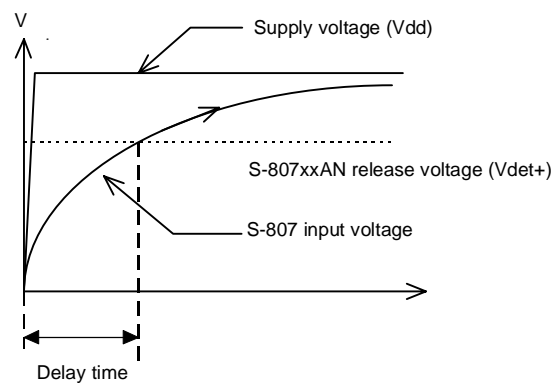 V
Supply voltage (Vdd)
S-807xxAN release voltage (Vdet+)
S-807 input voltage
Delay time